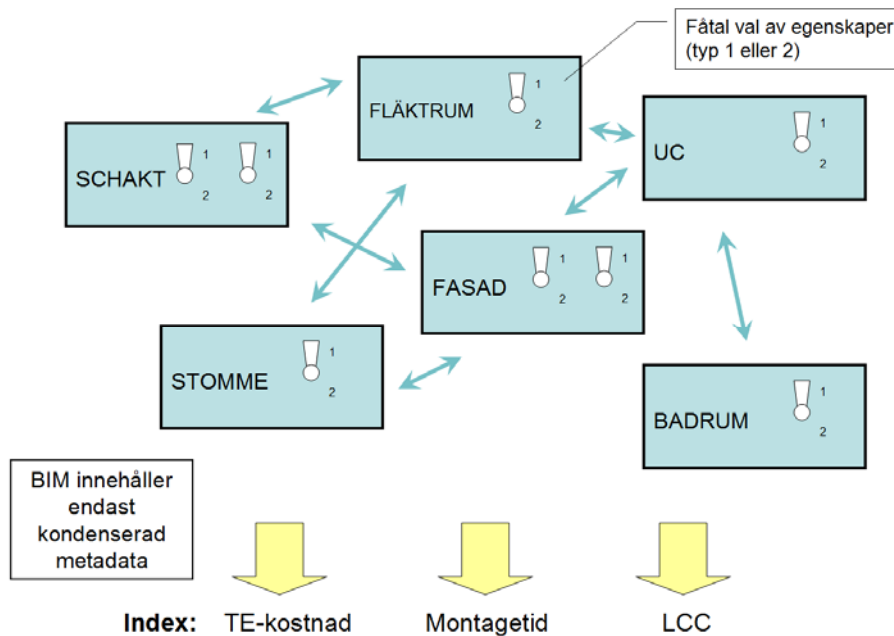 Fåtal val av egenskaper
(typ 1 eller 2)
FLÄKTRUM
1
2
SCHAKT
1
2
1
2
UC
1
2
FASAD
1
2
1
2
STOMME
1
2
BADRUM
1
2
BIM innehåller
endast
kondenserad
metadata
Index: TE-kostnad Montagetid LCC